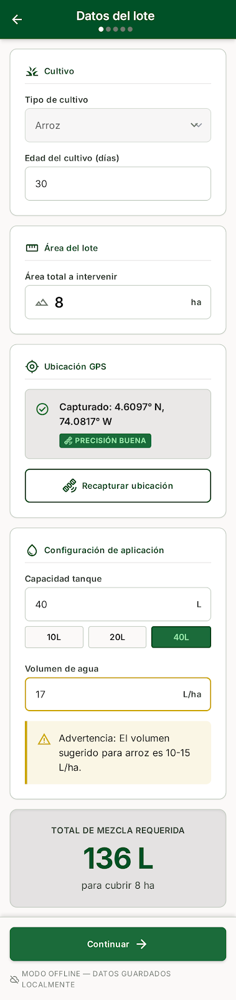 Datos del lote
Cultivo
Tipo de cultivo
Arroz
Edad del cultivo (días)
30
Área del lote
Área total a intervenir
8 ha
Ubicación GPS
Capturado: 4.6097° N,
74.0817° W
PRECISIÓN BUENA
Recapturar ubicación
Configuración de aplicación
Capacidad tanque
40 L
10L 20L 40L
Volumen de agua
17 L/ha
Advertencia: El volumen
sugerido para arroz es 10-15
L/ha.
TOTAL DE MEZCLA REQUERIDA
136 L
para cubrir 8 ha
Continuar
MODO OFFLINE — DATOS GUARDADOS
LOCALMENTE